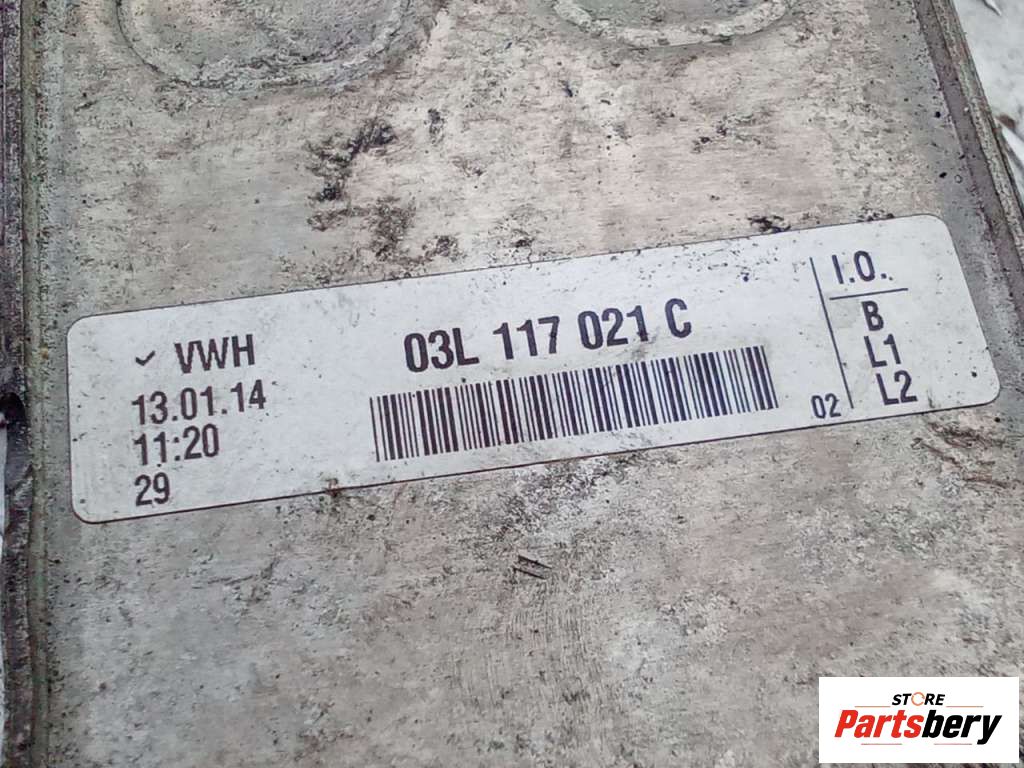 ✓ VWH
13.01.14
11:20
29
03L 117 021 C
02
I.O.
B
L1
L2
STORE
Partsbery